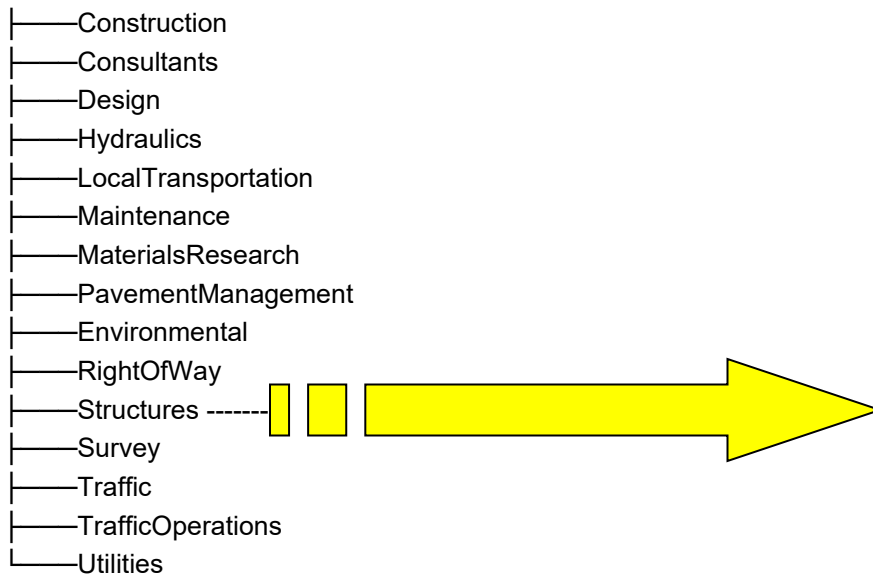 ├───Construction
├───Consultants
├───Design
├───Hydraulics
├───LocalTransportation
├───Maintenance
├───MaterialsResearch
├───PavementManagement
├───Environmental
├───RightOfWay
├───Structures -------
├───Survey
├───Traffic
├───TrafficOperations
└───Utilities